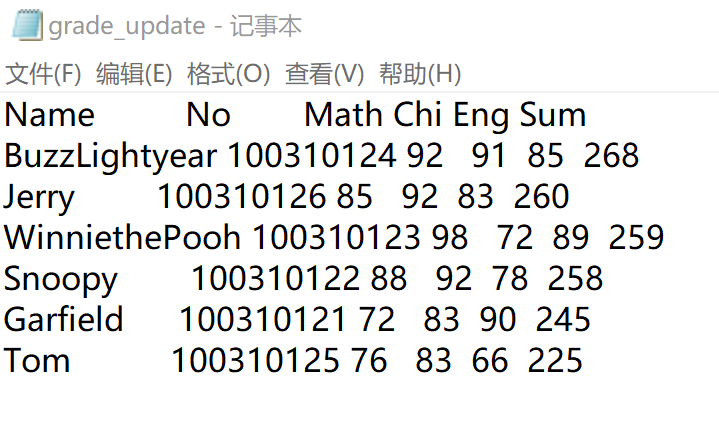 grade_update - 记事本
文件(F) 编辑(E) 格式(O) 查看(V) 帮助(H)
Name No Math Chi Eng Sum
BuzzLightyear 100310124 92 91 85 268
Jerry 100310126 85 92 83 260
WinniethePooh 100310123 98 72 89 259
Snoopy 100310122 88 92 78 258
Garfield 100310121 72 83 90 245
Tom 100310125 76 83 66 225